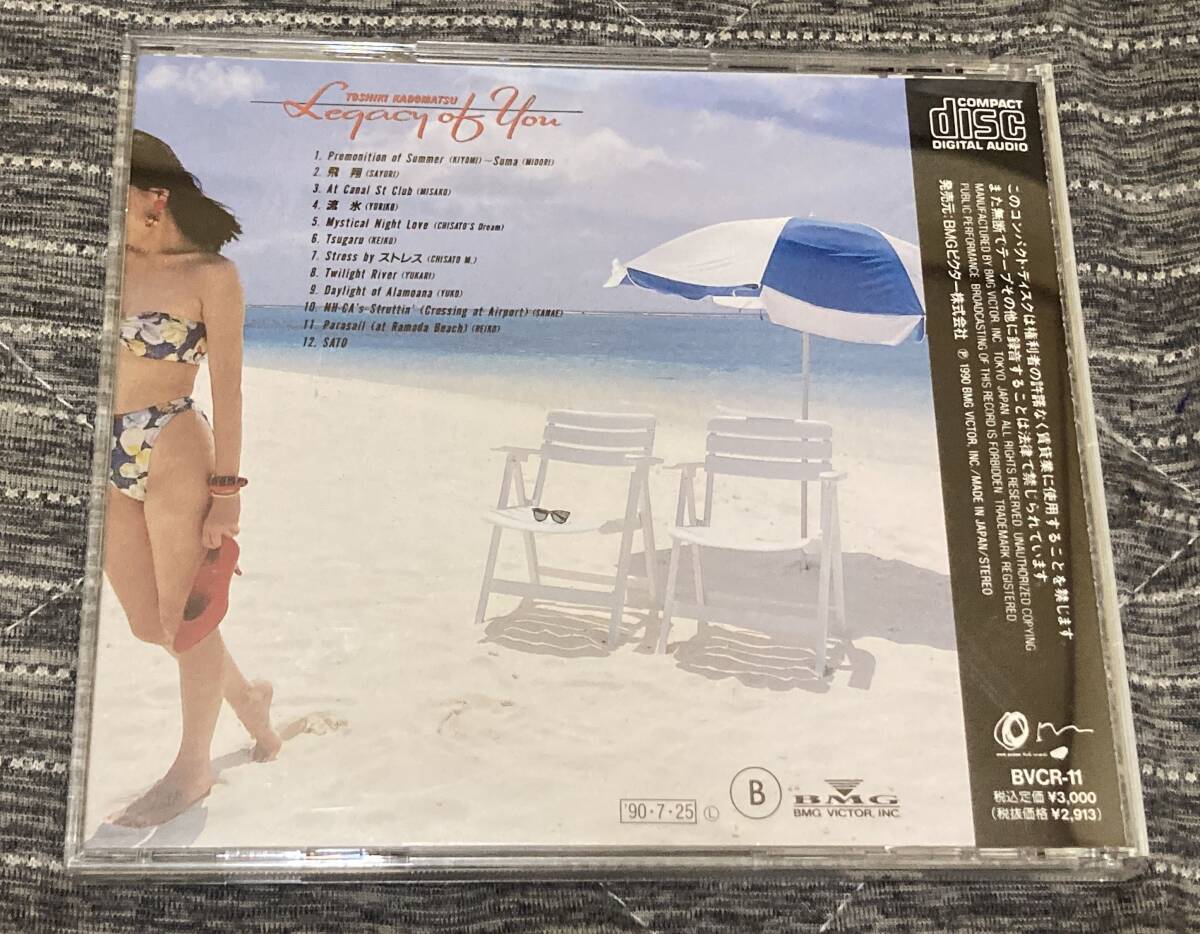 TOSHIKI KADOMATSU
Legacy of You
1. Premonition of Summer (KIYOMI)～Suma (MIDORI)
2. 飛翔 (SAYURI)
3. At Canal St Club (MISAKO)
4. 流氷 (YURIKO)
5. Mystical Night Love (CHISATO'S Dream)
6. Tsugaru (KEIKO)
7. Stress by ストレス (CHISATO M.)
8. Twilight River (YUKARI)
9. Daylight of Alamoana (YUKO)
10. MH-CA's-Struttin' (Crossing at Airport) (SANAE)
11. Parasail (at Ramada Beach) (REIKO)
12. SATO
COMPACT
disc
DIGITAL AUDIO
このコンパクトディスクは権利者の許諾なく賃貸業に使用することを禁じます
また無断でテープその他に録音することは法律で禁じられています
MANUFACTURED BY BMG VICTOR, INC. TOKYO JAPAN ALL RIGHTS RESERVED UNAUTHORIZED COPYING
PUBLIC PERFORMANCE BROADCASTING OF THIS RECORD IS FORBIDDEN TRADEMARK REGISTERED
発売元:BMGビクター株式会社 Ⓟ 1990 BMG VICTOR, INC./MADE IN JAPAN/STEREO
BVCR-11
税込定価 ¥3,000
(税抜価格 ¥2,913)
'90・7・25 Ⓛ
B
BMG
BMG VICTOR, INC.